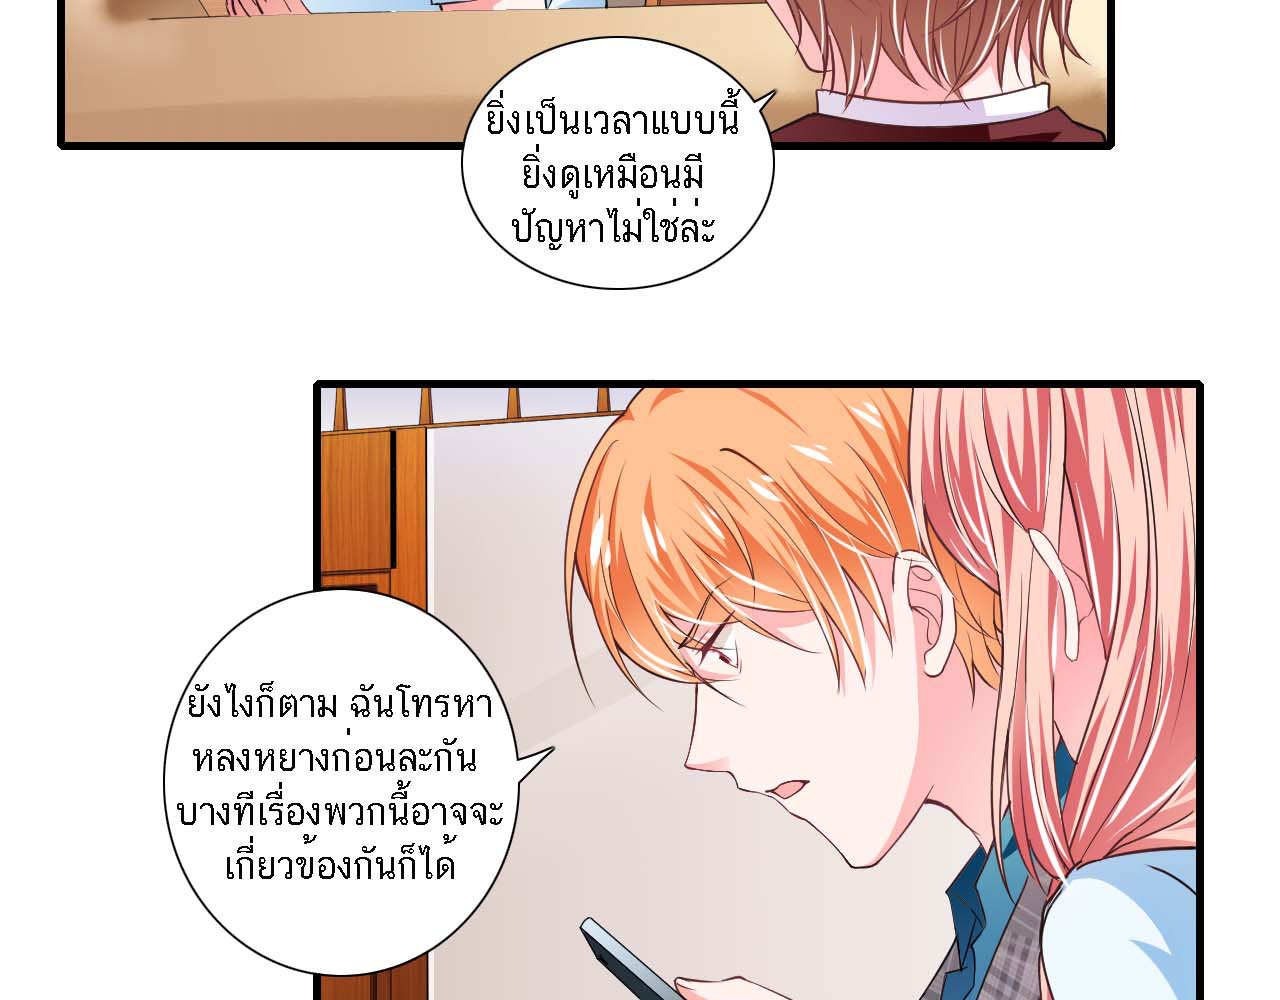 ยิ่งเป็นเวลาแบบนี้
ยิ่งดูเหมือนมี
ปัญหาไม่ใช่ล่ะ
ยังไงก็ตาม ฉันโทรหา
หลงหยางก่อนละกัน
บางทีเรื่องพวกนี้อาจจะ
เกี่ยวข้องกันก็ได้